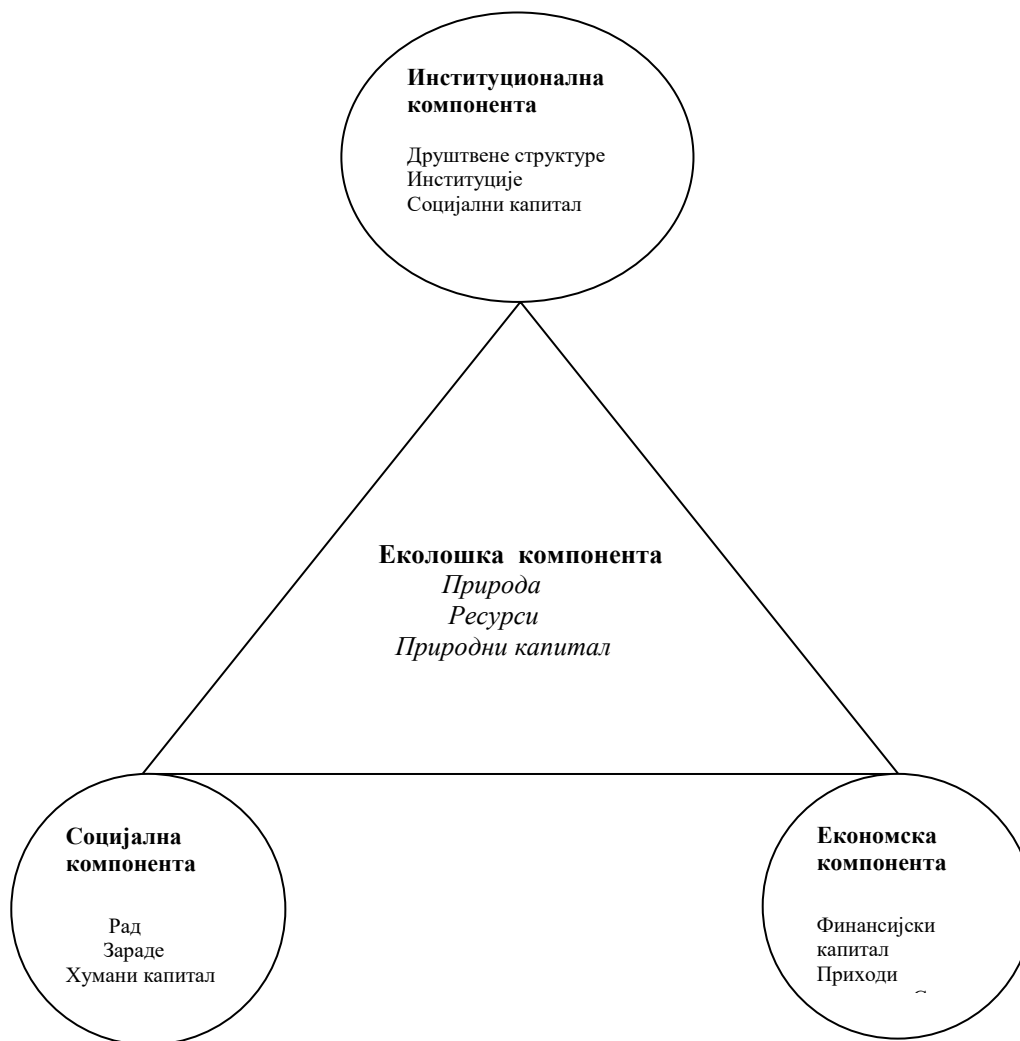 Институционална
компонента
Друштвене структуре
Институције
Социјални капитал
Еколошка компонента
Природа
Ресурси
Природни капитал
Социјална
компонента
Рад
Зараде
Хумани капитал
Економска
компонента
Финансијски
капитал
Приходи